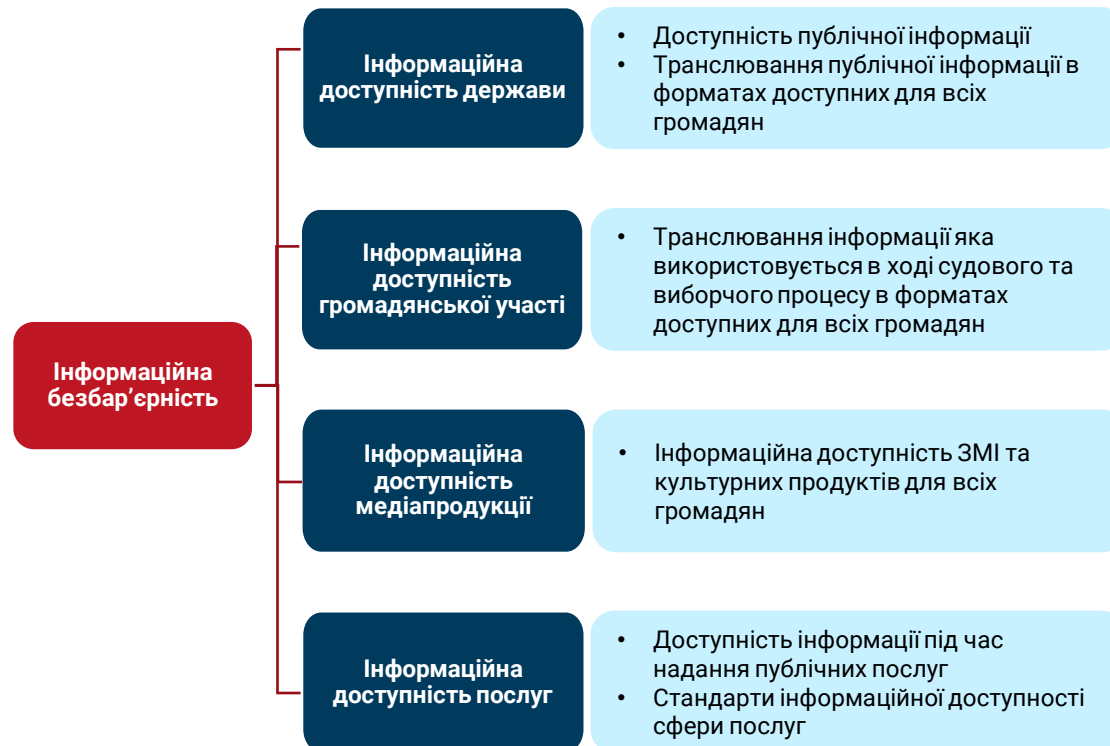 Інформаційна
безбар’єрність
Інформаційна
доступність держави
• Доступність публічної інформації
• Транслювання публічної інформації в
форматах доступних для всіх
громадян
Інформаційна
доступність
громадянської участі
• Транслювання інформації яка
використовується в ході судового та
виборчого процесу в форматах
доступних для всіх громадян
Інформаційна
доступність
медіапродукції
• Інформаційна доступність ЗМІ та
культурних продуктів для всіх
громадян
Інформаційна
доступність послуг
• Доступність інформації під час
надання публічних послуг
• Стандарти інформаційної доступності
сфери послуг